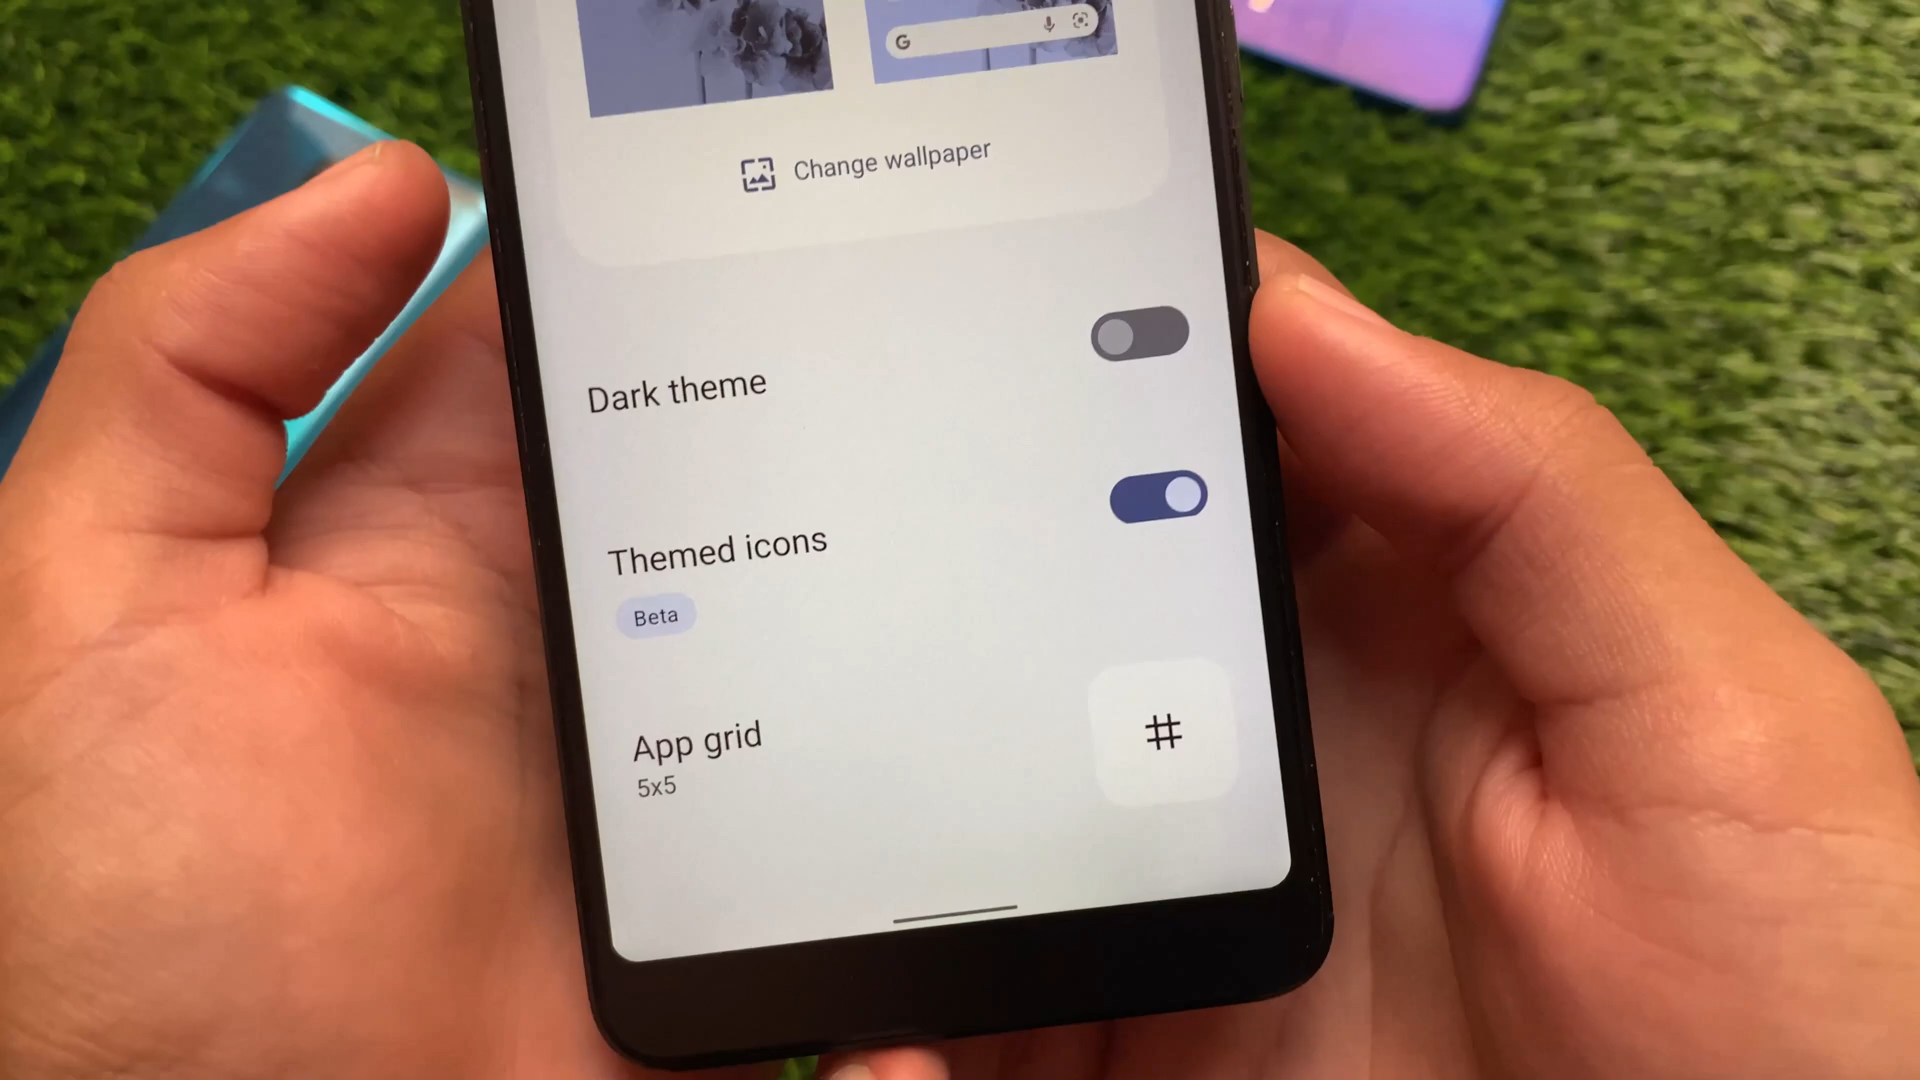 G
Change wallpaper
Dark theme
Themed icons
Beta
App grid
5x5